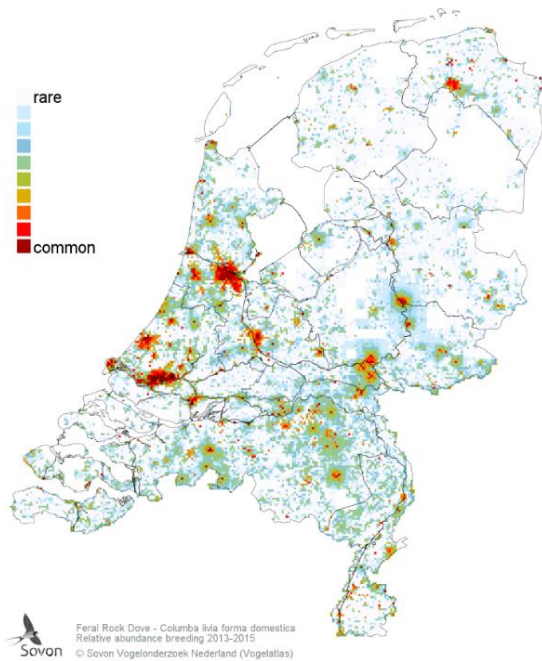 rare
common
Sovon
Feral Rock Dove - Columba livia forma domestica
Relative abundance breeding 2013-2015
© Sovon Vogelonderzoek Nederland (Vogelatlas)